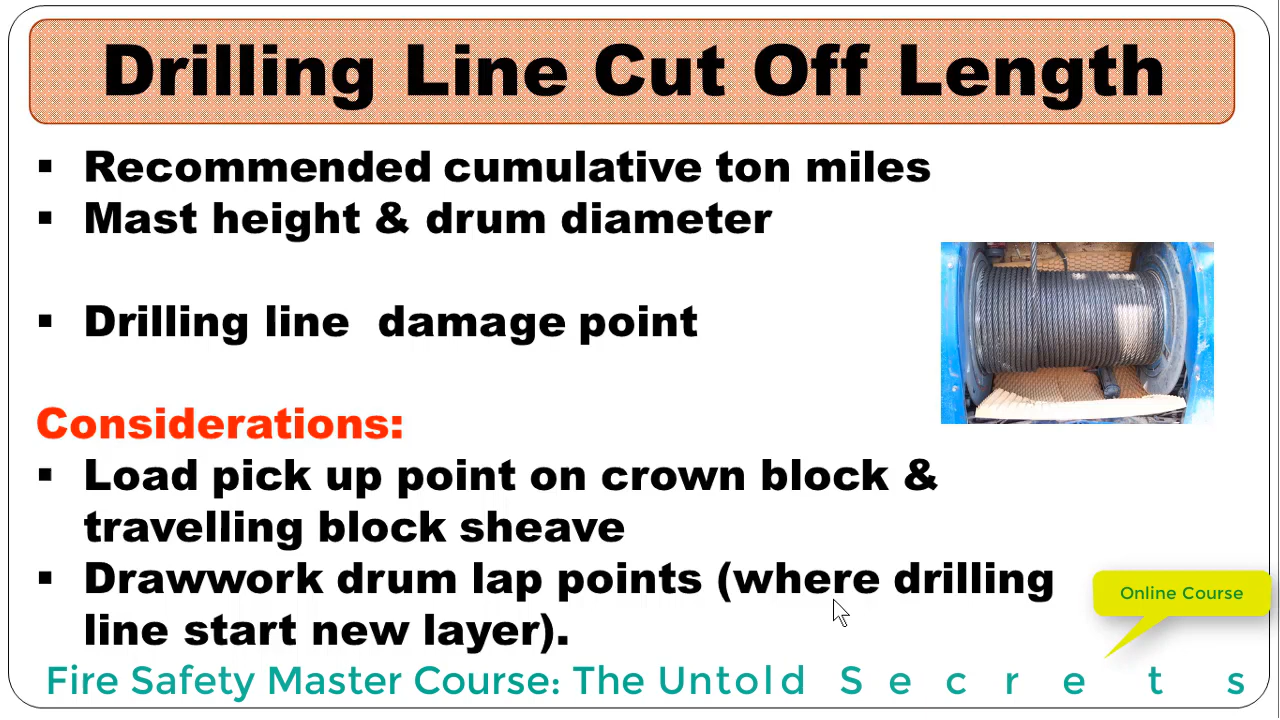 Drilling Line Cut Off Length
▪ Recommended cumulative ton miles
▪ Mast height & drum diameter
▪ Drilling line damage point
Considerations:
▪ Load pick up point on crown block &
travelling block sheave
▪ Drawwork drum lap points (where drilling
line start new layer).
Online Course
Fire Safety Master Course: The Untold Secrets